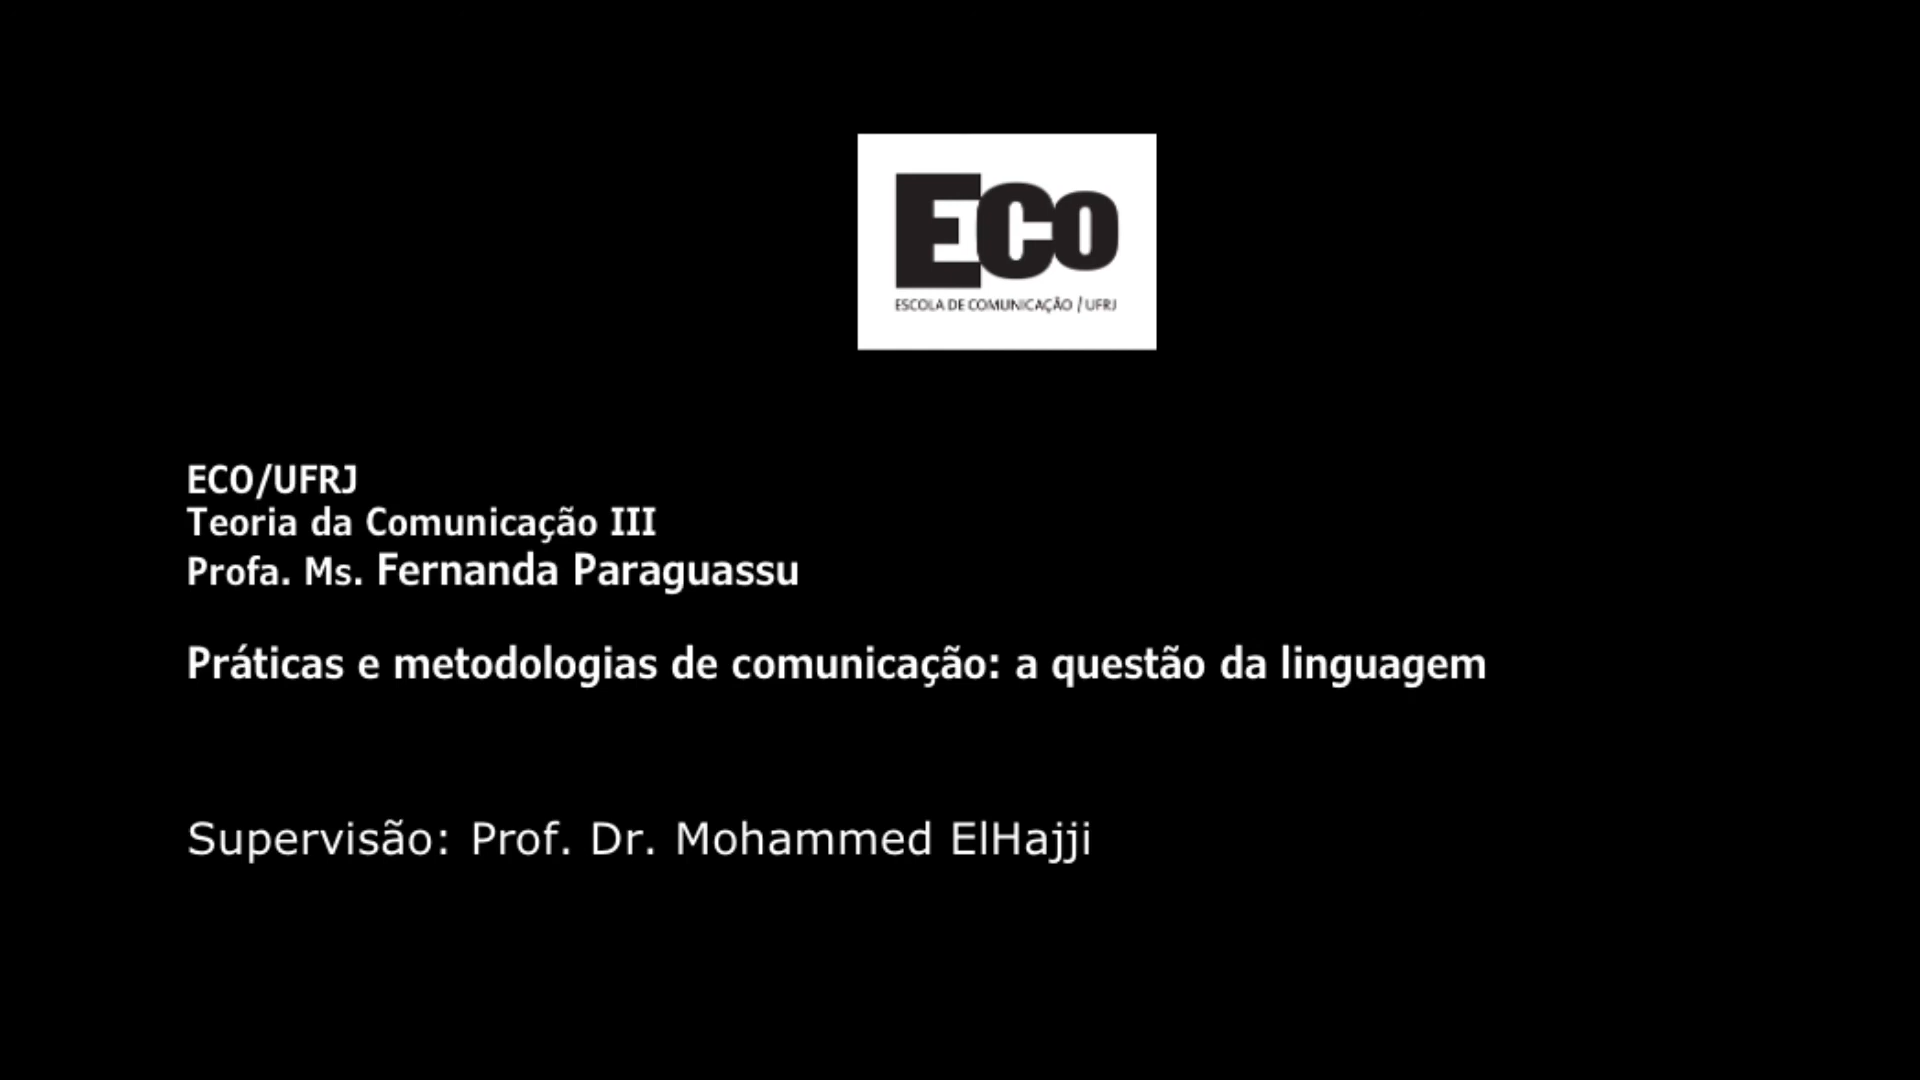 ECo
ESCOLA DE COMUNICAÇÃO / UFRJ
ECO/UFRJ
Teoria da Comunicação III
Profa. Ms. Fernanda Paraguassu
Práticas e metodologias de comunicação: a questão da linguagem
Supervisão: Prof. Dr. Mohammed ElHajji